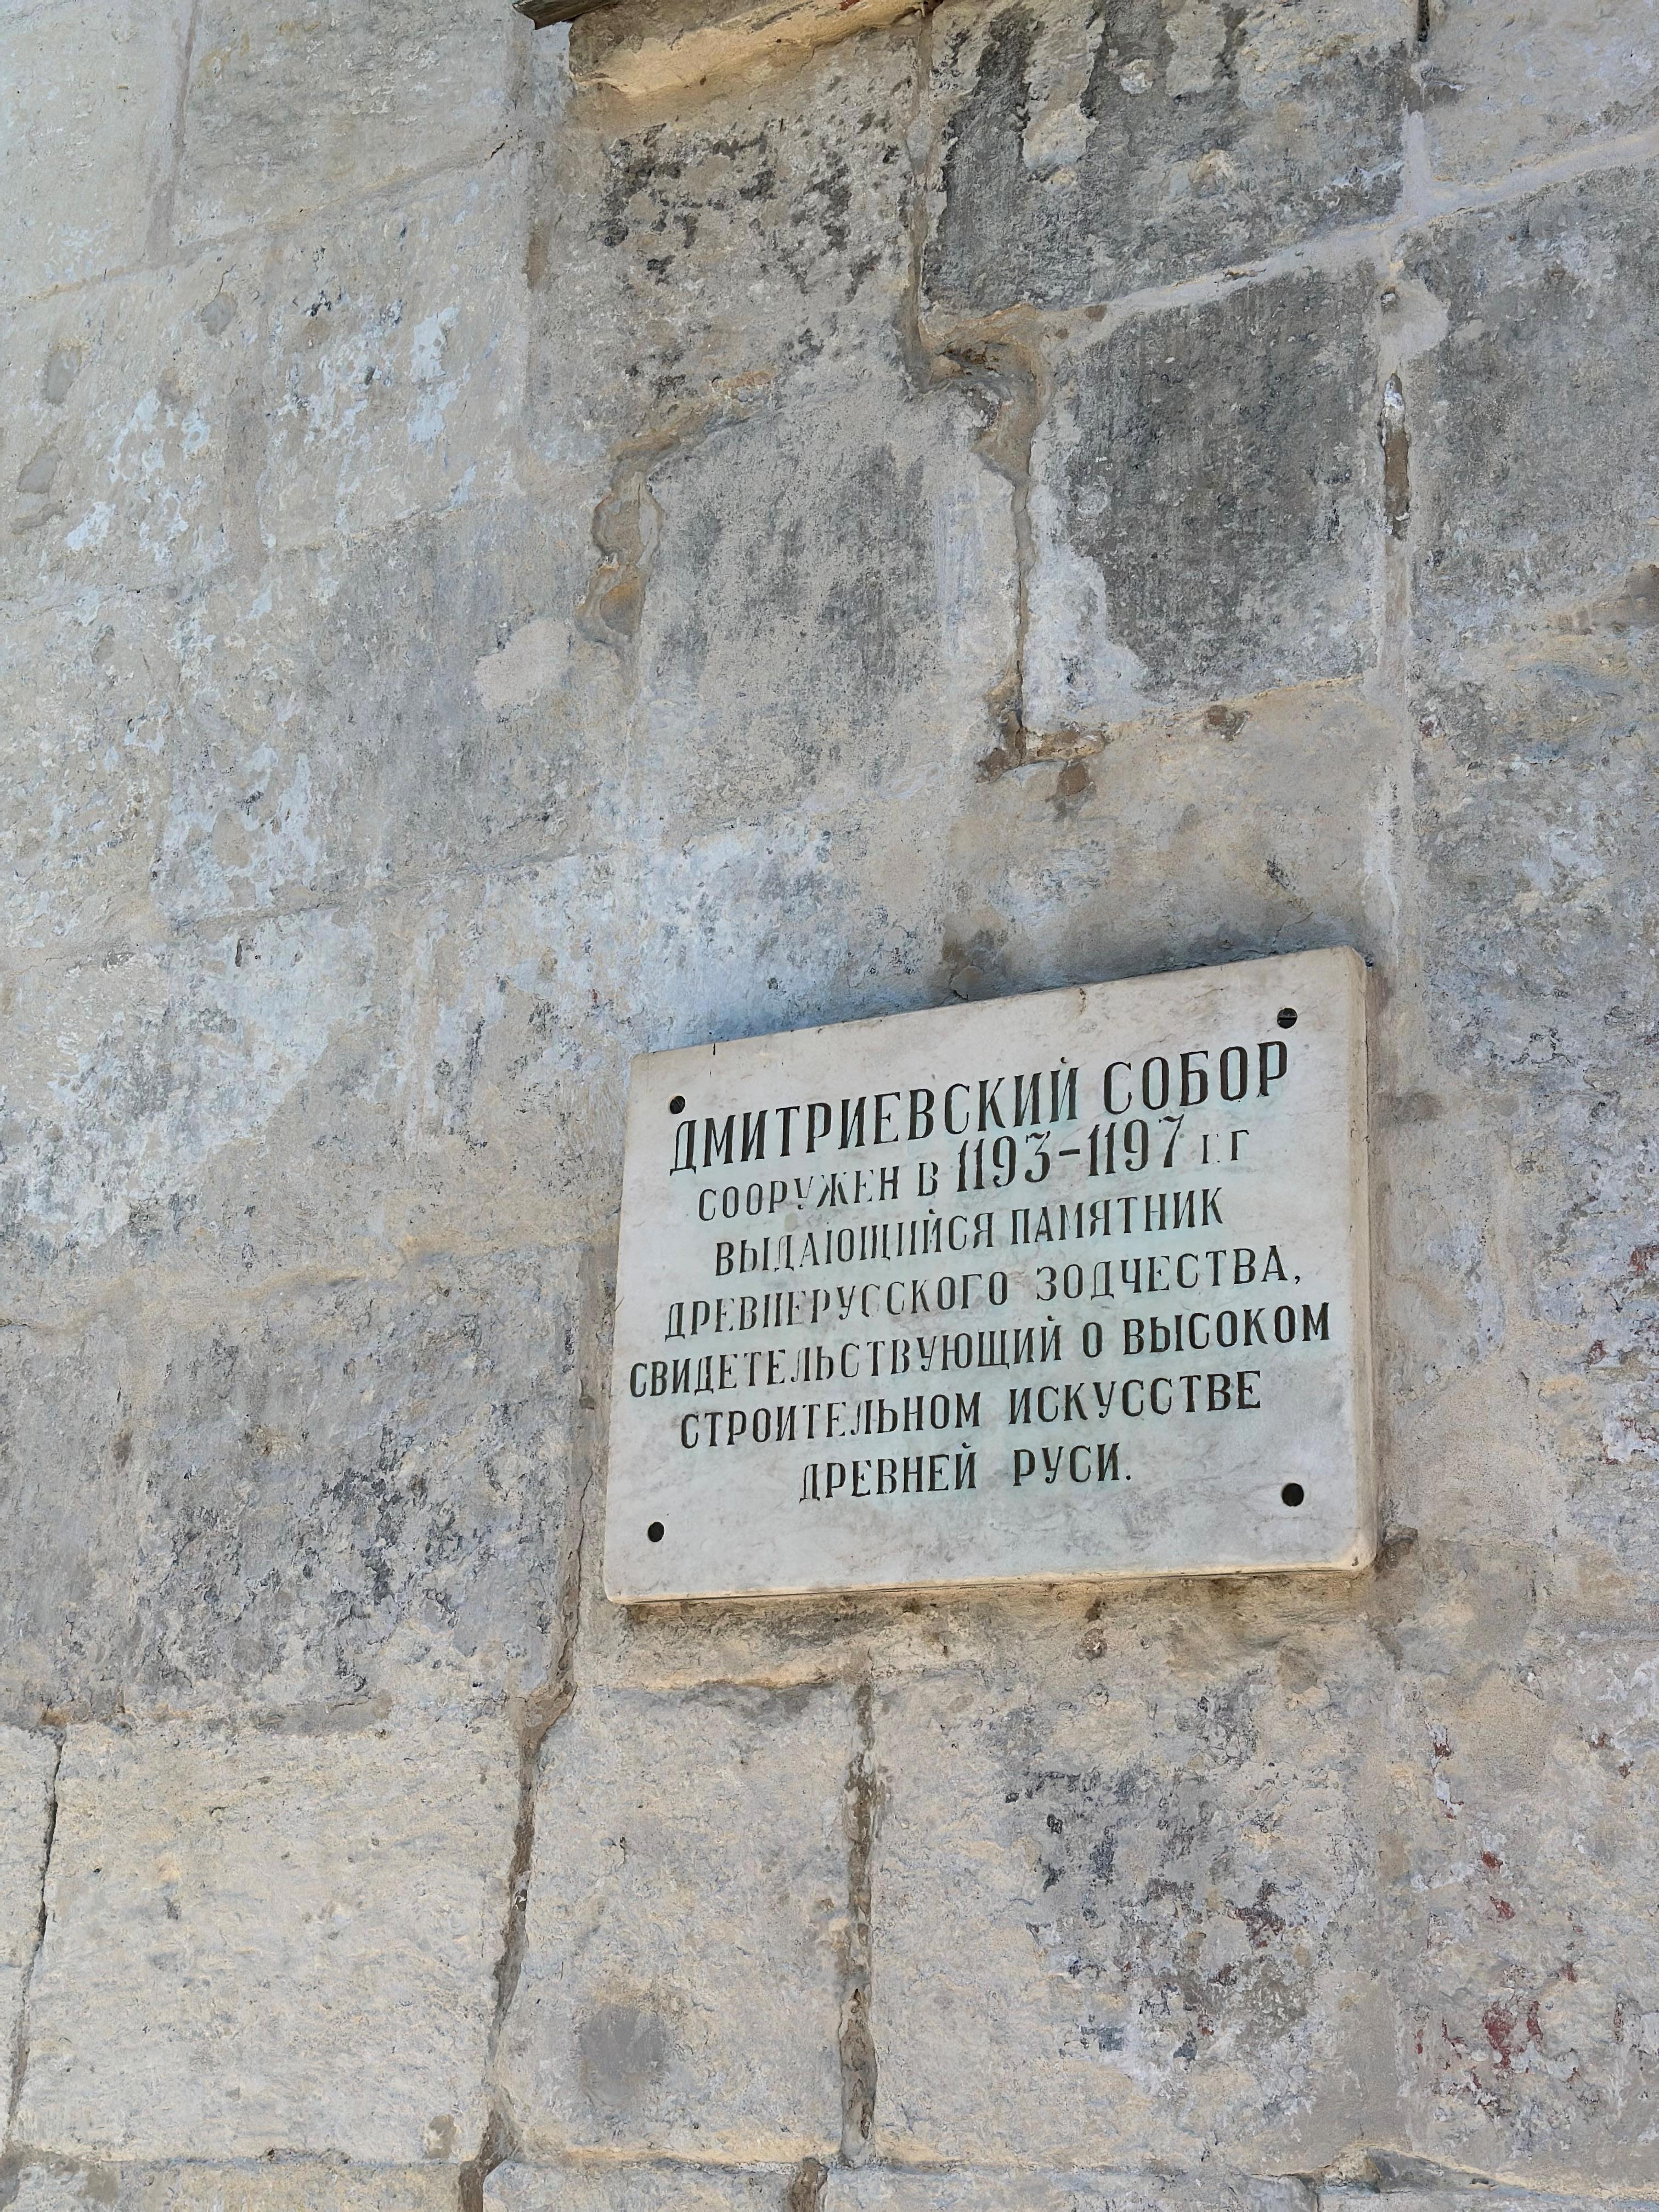 ДМИТРИЕВСКИЙ СОБОР
СООРУЖЕН В 1193-1197 Г.Г
ВЫДАЮЩИЙСЯ ПАМЯТНИК
ДРЕВНЕРУССКОГО ЗОДЧЕСТВА,
СВИДЕТЕЛЬСТВУЮЩИЙ О ВЫСОКОМ
СТРОИТЕЛЬНОМ ИСКУССТВЕ
ДРЕВНЕЙ РУСИ.